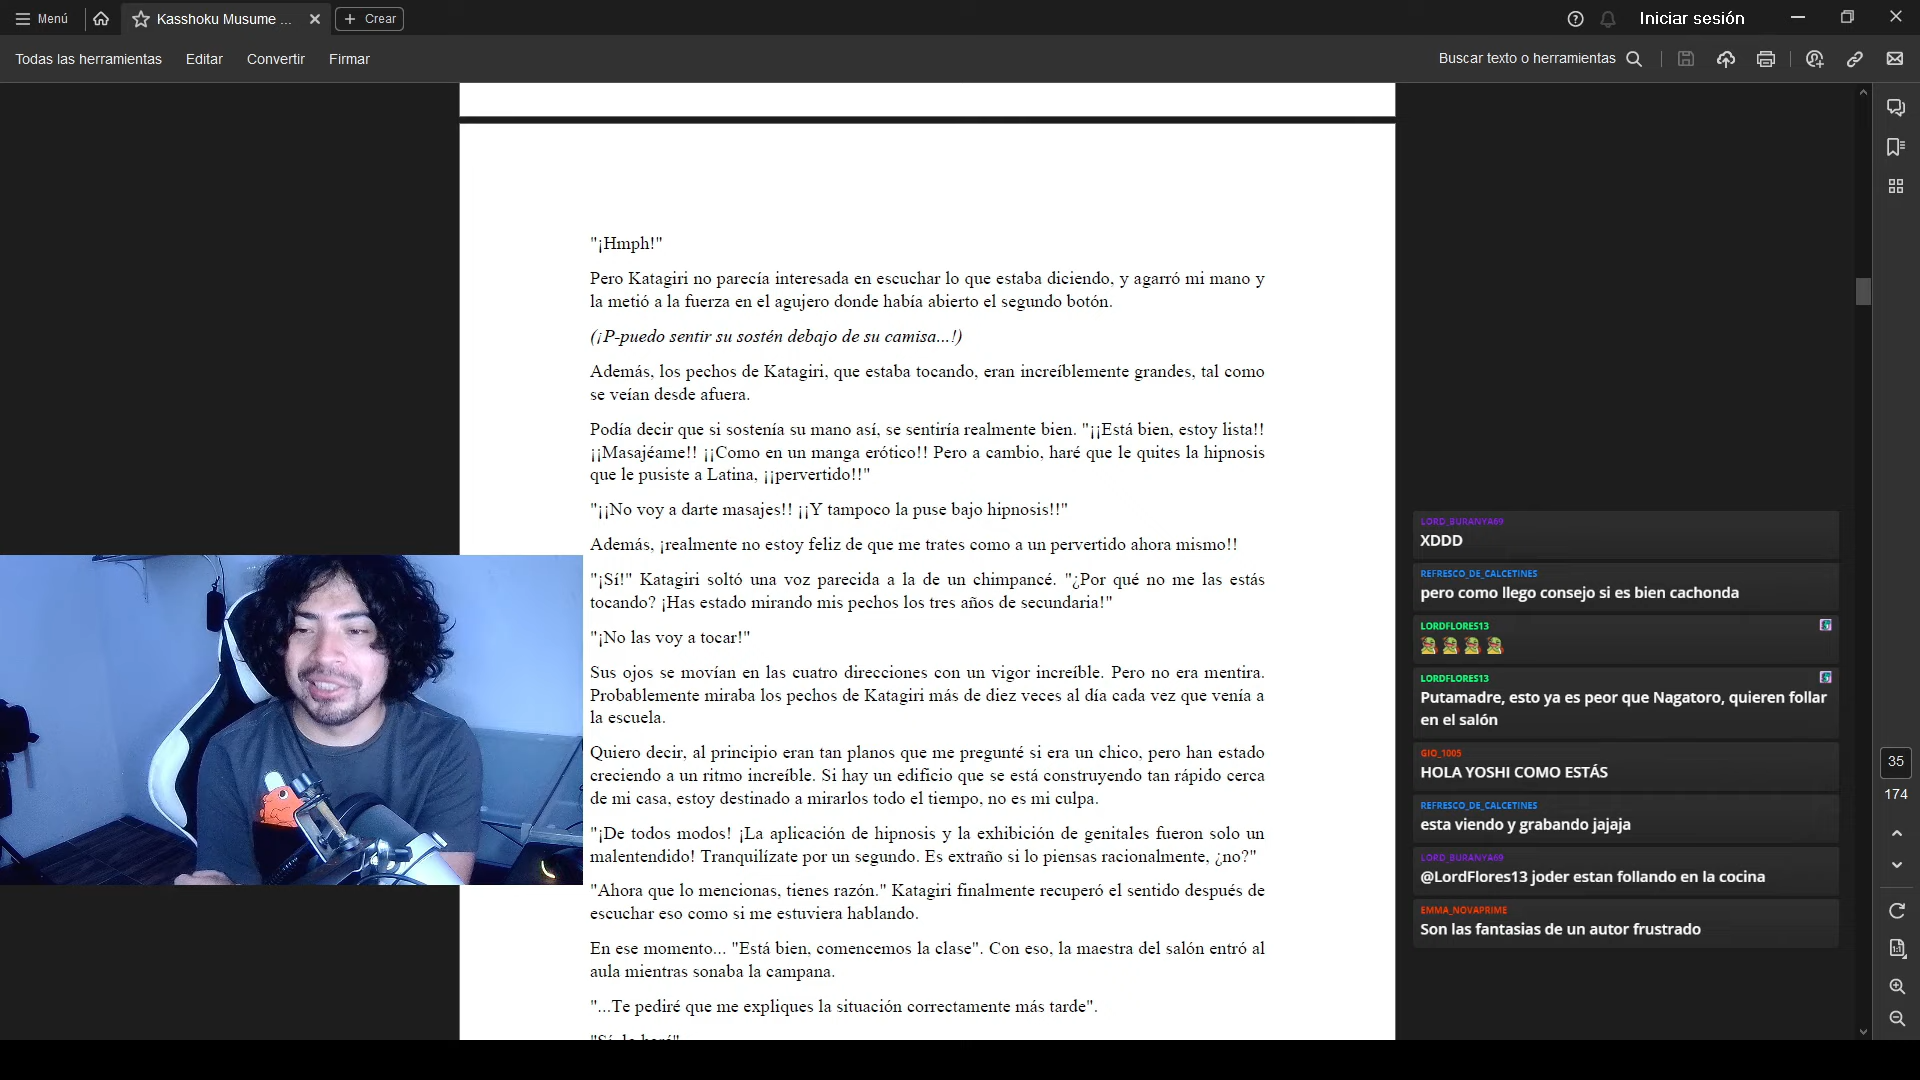 Menú
Kasshoku Musume ...
Crear
Iniciar sesión
Todas las herramientas
Editar
Convertir
Firmar
Buscar texto o herramientas
"¡Hmph!"
Pero Katagiri no parecía interesada en escuchar lo que estaba diciendo, y agarró mi mano y
la metió a la fuerza en el agujero donde había abierto el segundo botón.
(¡P-puedo sentir su sostén debajo de su camisa...!)
Además, los pechos de Katagiri, que estaba tocando, eran increíblemente grandes, tal como
se veían desde afuera.
Podía decir que si sostenía su mano así, se sentiría realmente bien. "¡¡Está bien, estoy lista!!
¡¡Masajéame!! ¡¡Como en un manga erótico!! Pero a cambio, haré que le quites la hipnosis
que le pusiste a Latina, ¡¡pervertido!!"
"¡¡No voy a darte masajes!! ¡¡Y tampoco la puse bajo hipnosis!!"
Además, ¡realmente no estoy feliz de que me trates como a un pervertido ahora mismo!!
"¡Sí!" Katagiri soltó una voz parecida a la de un chimpancé. "¿Por qué no me las estás
tocando? ¡Has estado mirando mis pechos los tres años de secundaria!"
"¡No las voy a tocar!"
Sus ojos se movían en las cuatro direcciones con un vigor increíble. Pero no era mentira.
Probablemente miraba los pechos de Katagiri más de diez veces al día cada vez que venía a
la escuela.
Quiero decir, al principio eran tan planos que me pregunté si era un chico, pero han estado
creciendo a un ritmo increíble. Si hay un edificio que se está construyendo tan rápido cerca
de mi casa, estoy destinado a mirarlos todo el tiempo, no es mi culpa.
"¡De todos modos! ¡La aplicación de hipnosis y la exhibición de genitales fueron solo un
malentendido! Tranquilízate por un segundo. Es extraño si lo piensas racionalmente, ¿no?"
"Ahora que lo mencionas, tienes razón." Katagiri finalmente recuperó el sentido después de
escuchar eso como si me estuviera hablando.
En ese momento... "Está bien, comencemos la clase". Con eso, la maestra del salón entró al
aula mientras sonaba la campana.
"...Te pediré que me expliques la situación correctamente más tarde".
"Sí, lo haré"
LORD_BURANYA69
XDDD
REFRESCO_DE_CALCETINES
pero como llego consejo si es bien cachonda
LORDFLORES13
LORDFLORES13
Putamadre, esto ya es peor que Nagatoro, quieren follar
en el salón
GIO_1005
HOLA YOSHI COMO ESTÁS
REFRESCO_DE_CALCETINES
esta viendo y grabando jajaja
LORD_BURANYA69
@LordFlores13 joder estan follando en la cocina
EMMA_NOVAPRIME
Son las fantasias de un autor frustrado
35
174